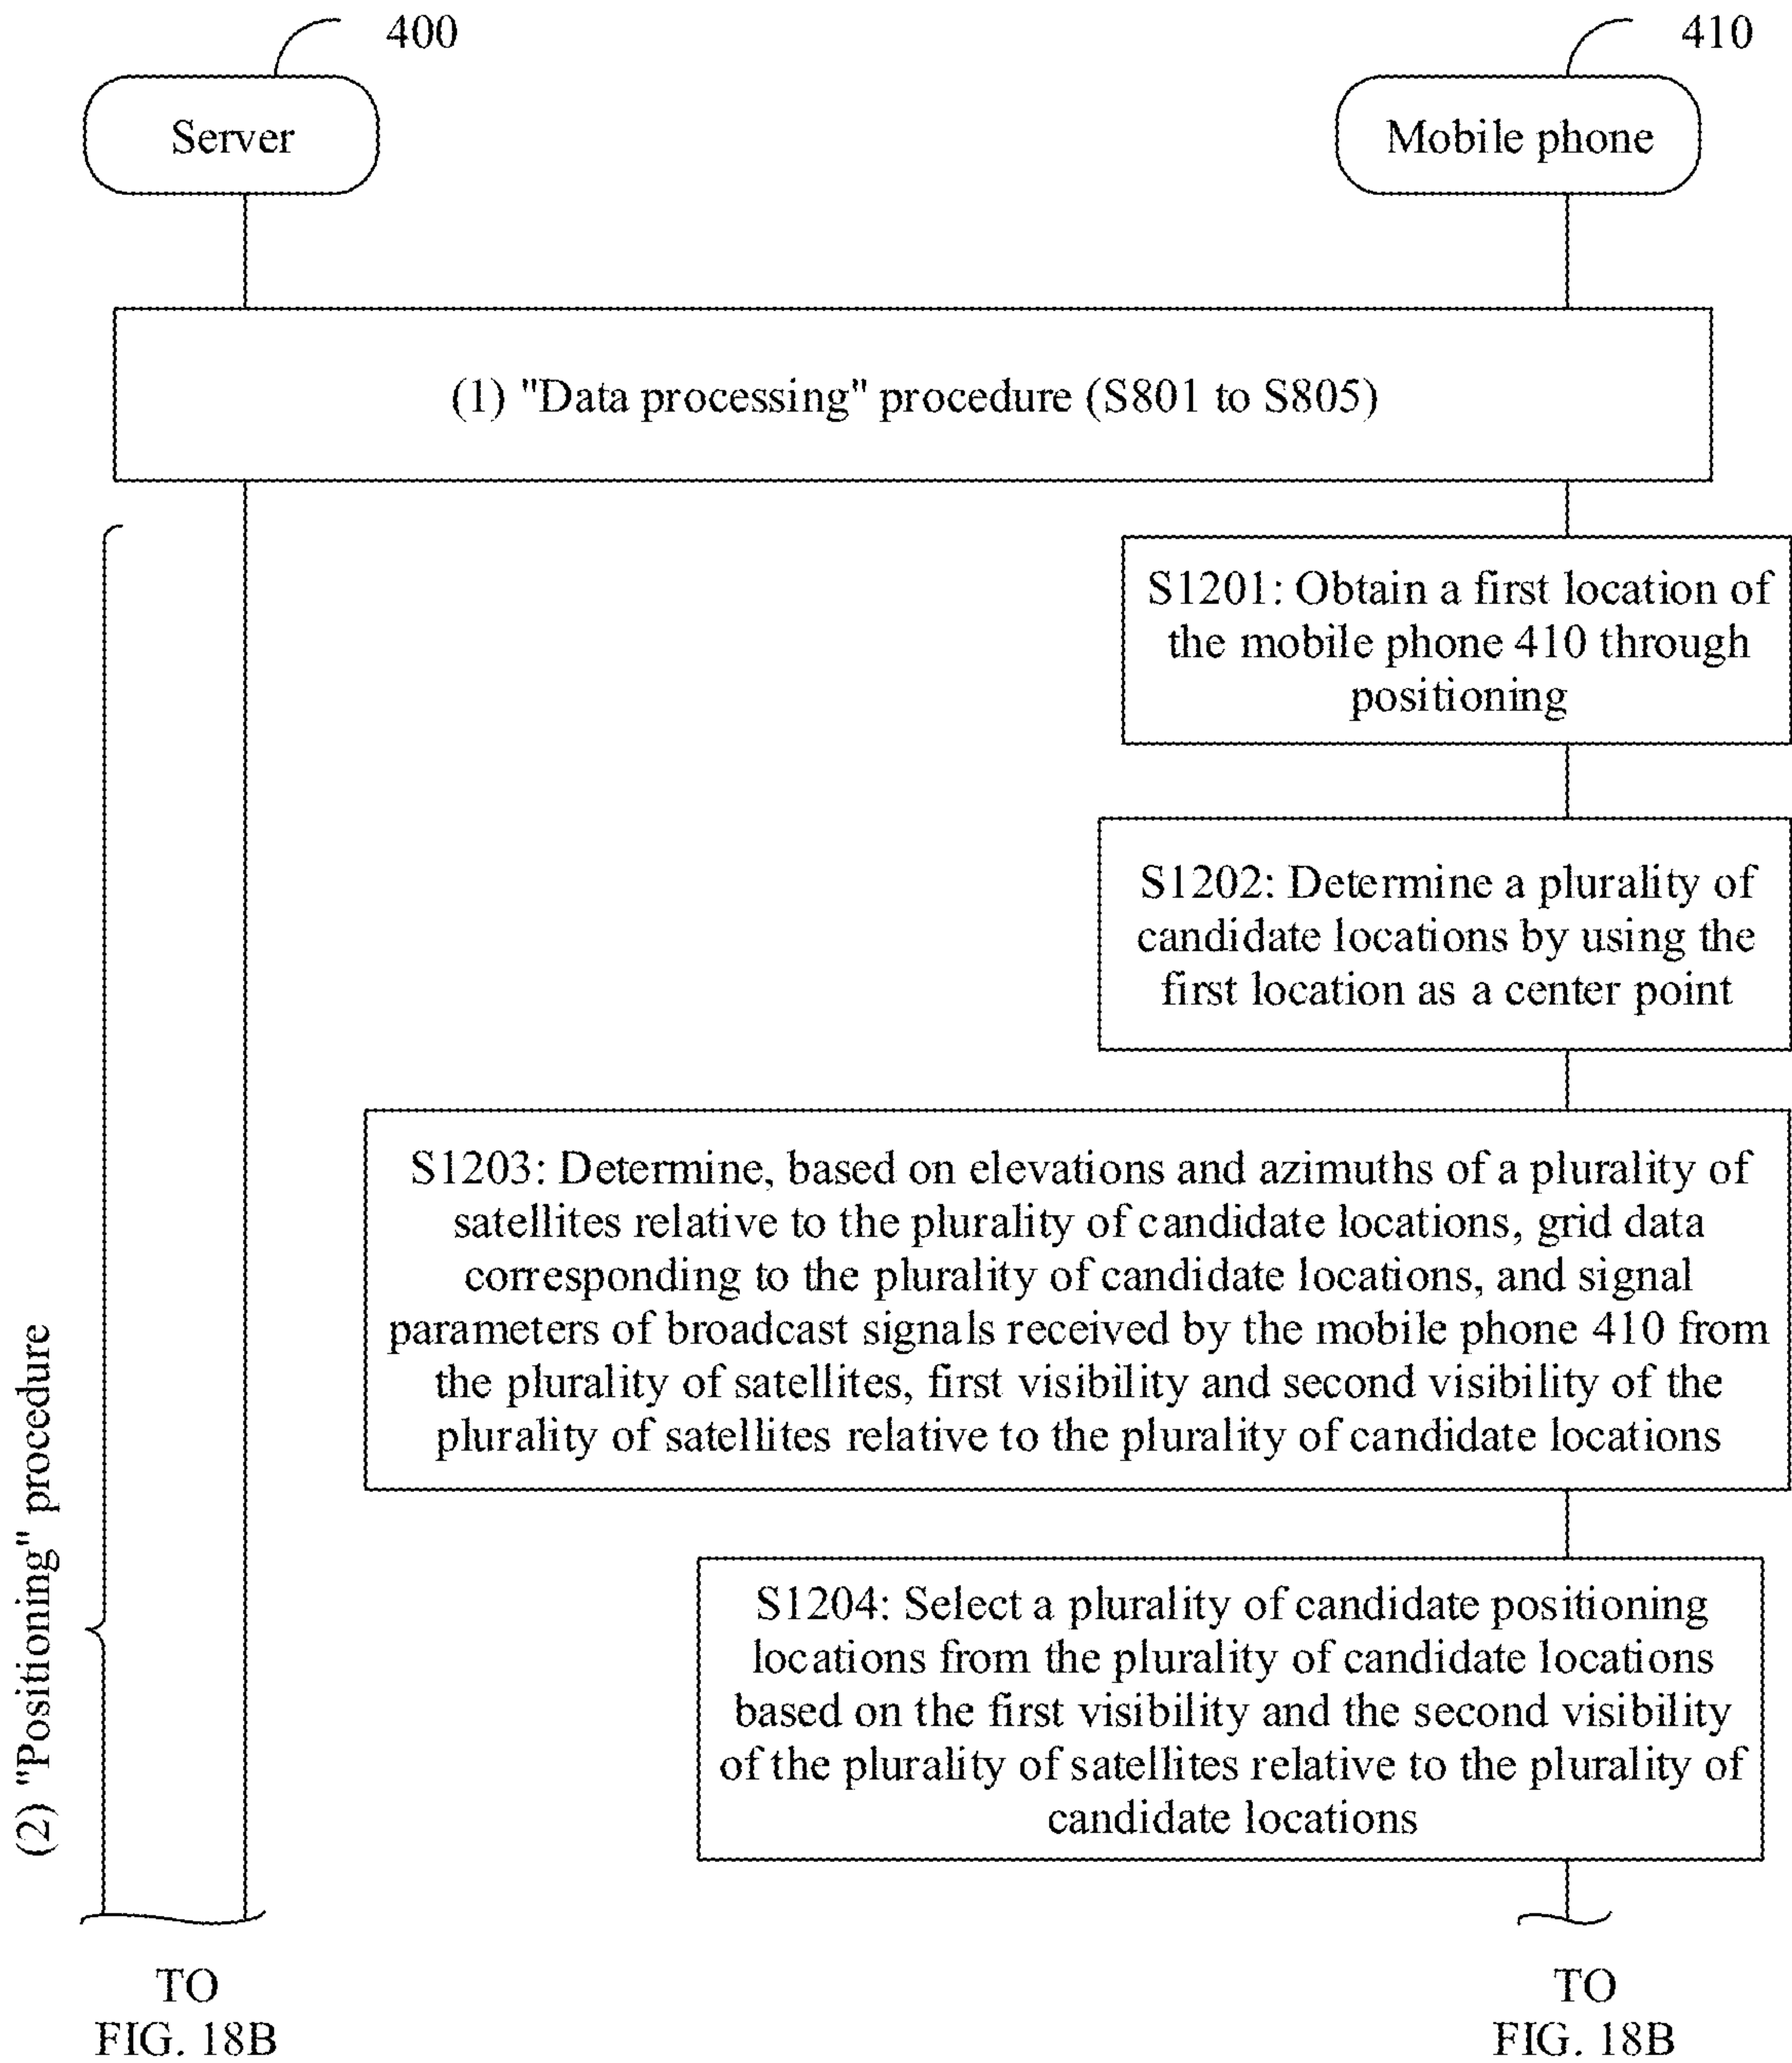 400
410
Server
Mobile phone
(1) "Data processing" procedure (S801 to S805)
S1201: Obtain a first location of
the mobile phone 410 through
positioning
S1202: Determine a plurality of
candidate locations by using the
first location as a center point
S1203: Determine, based on elevations and azimuths of a plurality of
satellites relative to the plurality of candidate locations, grid data
corresponding to the plurality of candidate locations, and signal
parameters of broadcast signals received by the mobile phone 410 from
the plurality of satellites, first visibility and second visibility of the
plurality of satellites relative to the plurality of candidate locations
(2) "Positioning" procedure
S1204: Select a plurality of candidate positioning
locations from the plurality of candidate locations
based on the first visibility and the second visibility
of the plurality of satellites relative to the plurality of
candidate locations
TO
FIG. 18B
TO
FIG. 18B